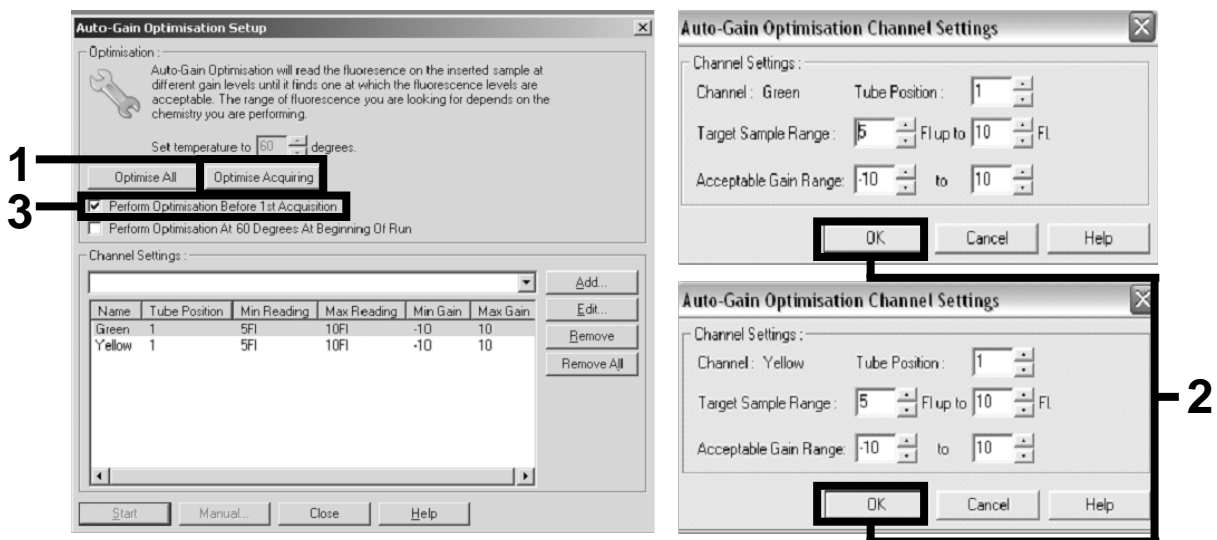 Auto-Gain Optimisation Setup
Optimisation :
Auto-Gain Optimisation will read the fluoresence on the inserted sample at
different gain levels until it finds one at which the fluorescence levels are
acceptable. The range of fluorescence you are looking for depends on the
chemistry you are performing.
Set temperature to 60 degrees.
1
Optimise All Optimise Acquiring
3
Perform Optimisation Before 1st Acquisition
Perform Optimisation At 60 Degrees At Beginning Of Run
Channel Settings :
Add...
Name Tube Position Min Reading Max Reading Min Gain Max Gain
Edit...
Green 1 5Fl 10Fl -10 10
Yellow 1 5Fl 10Fl -10 10
Remove
Remove All
Start Manual... Close Help
Auto-Gain Optimisation Channel Settings
Channel Settings :
Channel : Green Tube Position : 1
Target Sample Range : 5 Fl up to 10 Fl.
Acceptable Gain Range: -10 to 10
OK Cancel Help
Auto-Gain Optimisation Channel Settings
Channel Settings :
Channel : Yellow Tube Position : 1
Target Sample Range : 5 Fl up to 10 Fl.
Acceptable Gain Range: -10 to 10
OK Cancel Help
2